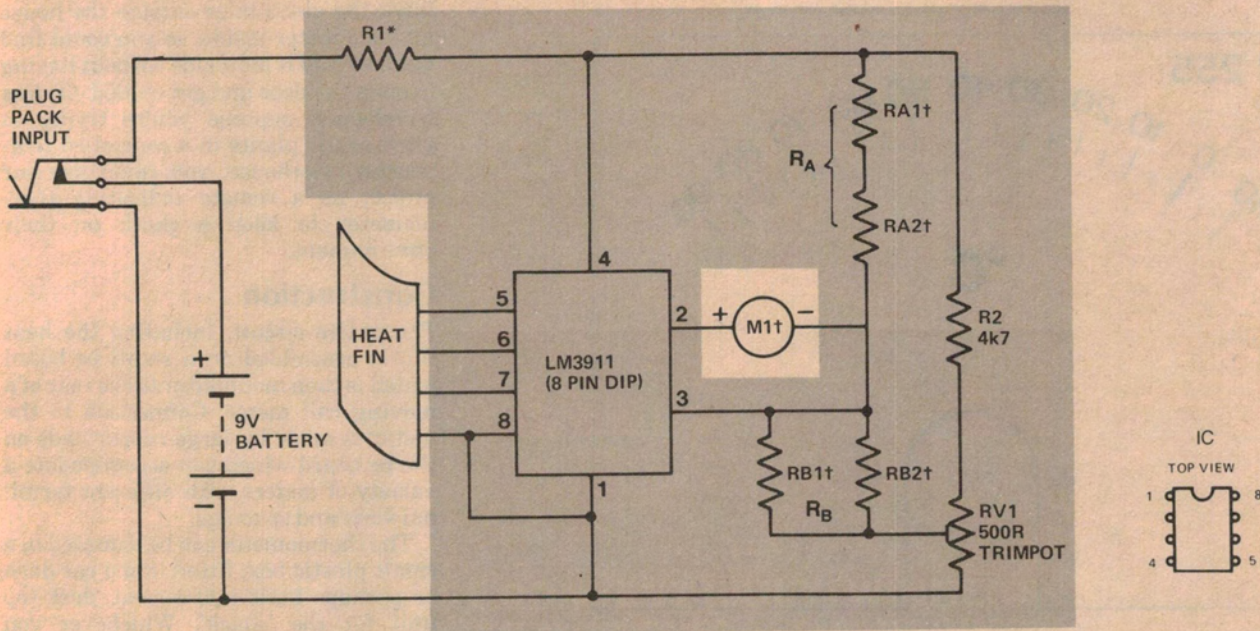 R1*
PLUG
PACK
INPUT
RA1†
RA
RA2†
4
5
6
7
8
HEAT
FIN
LM3911
(8 PIN DIP)
2
+
M1†
−
3
1
R2
4k7
+
9V
BATTERY
−
RB1†
RB
RB2†
RV1
500R
TRIMPOT
IC
TOP VIEW
1
8
4
5